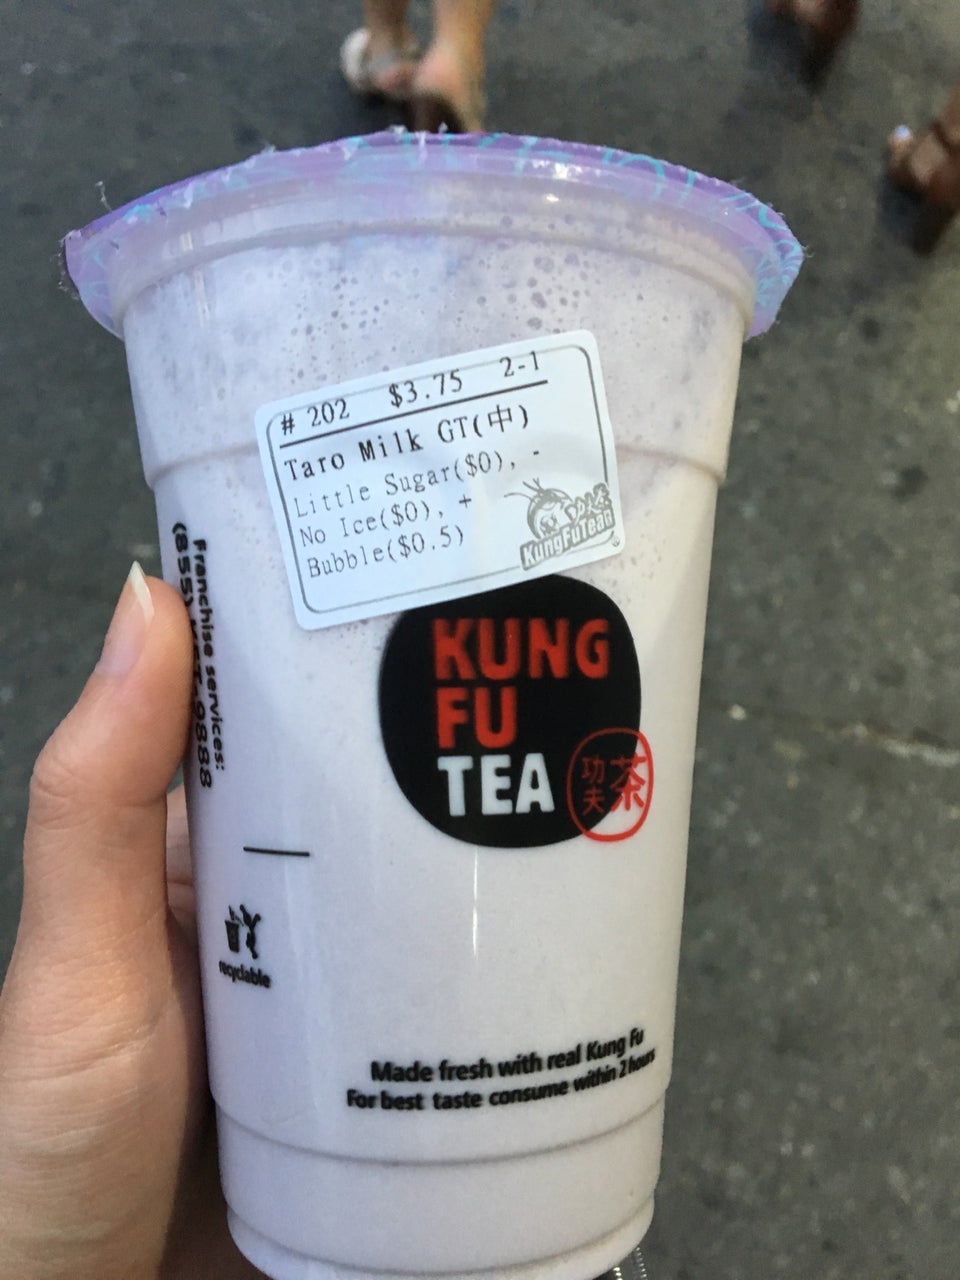 # 202 $3.75 2-1
Taro Milk GT(中)
Little Sugar($0), -
No Ice($0), +
Bubble($0.5)
KungFuTea
KUNG
FU
TEA
功夫茶
Franchise services:
(855) 9888
recyclable
Made fresh with real Kung Fu
For best taste consume within 2 hours